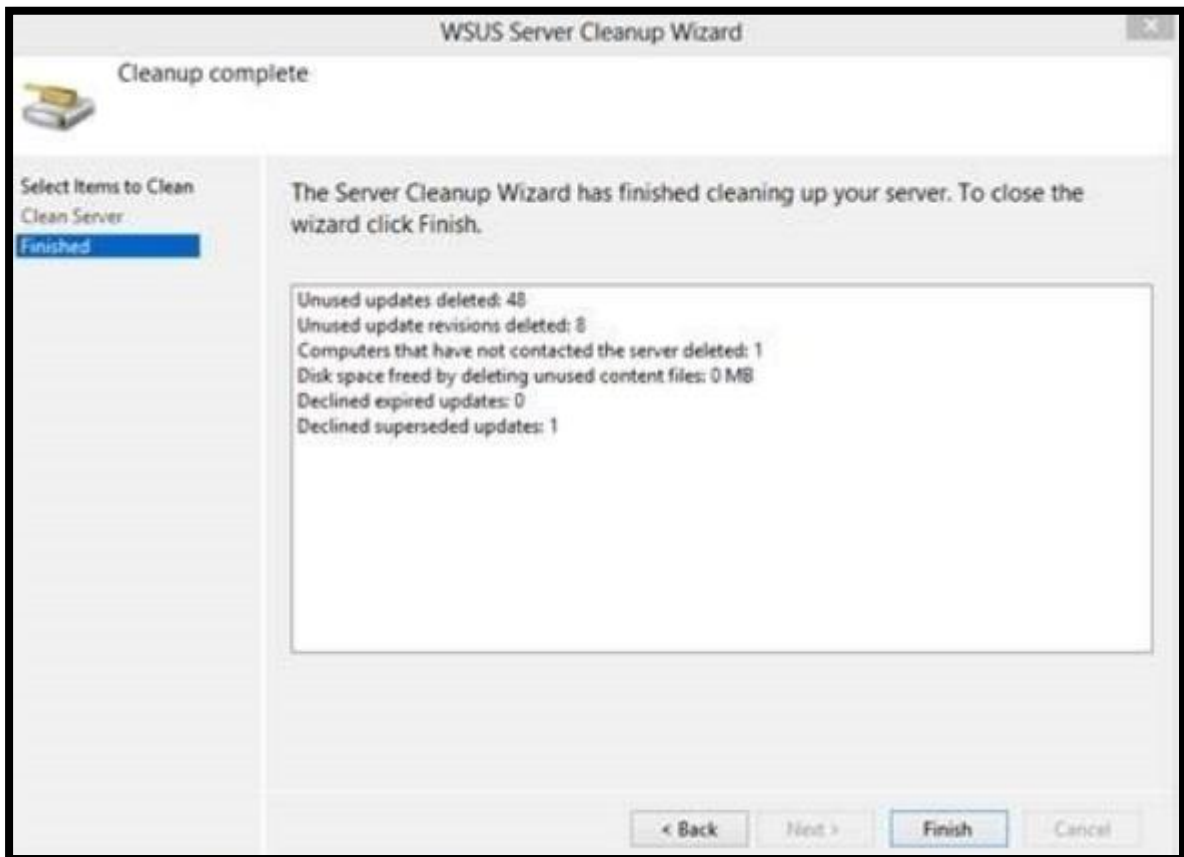 WSUS Server Cleanup Wizard
Cleanup complete
Select Items to Clean
Clean Server
Finished
The Server Cleanup Wizard has finished cleaning up your server. To close the
wizard click Finish.
Unused updates deleted: 48
Unused update revisions deleted: 8
Computers that have not contacted the server deleted: 1
Disk space freed by deleting unused content files: 0 MB
Declined expired updates: 0
Declined superseded updates: 1
< Back Next > Finish Cancel